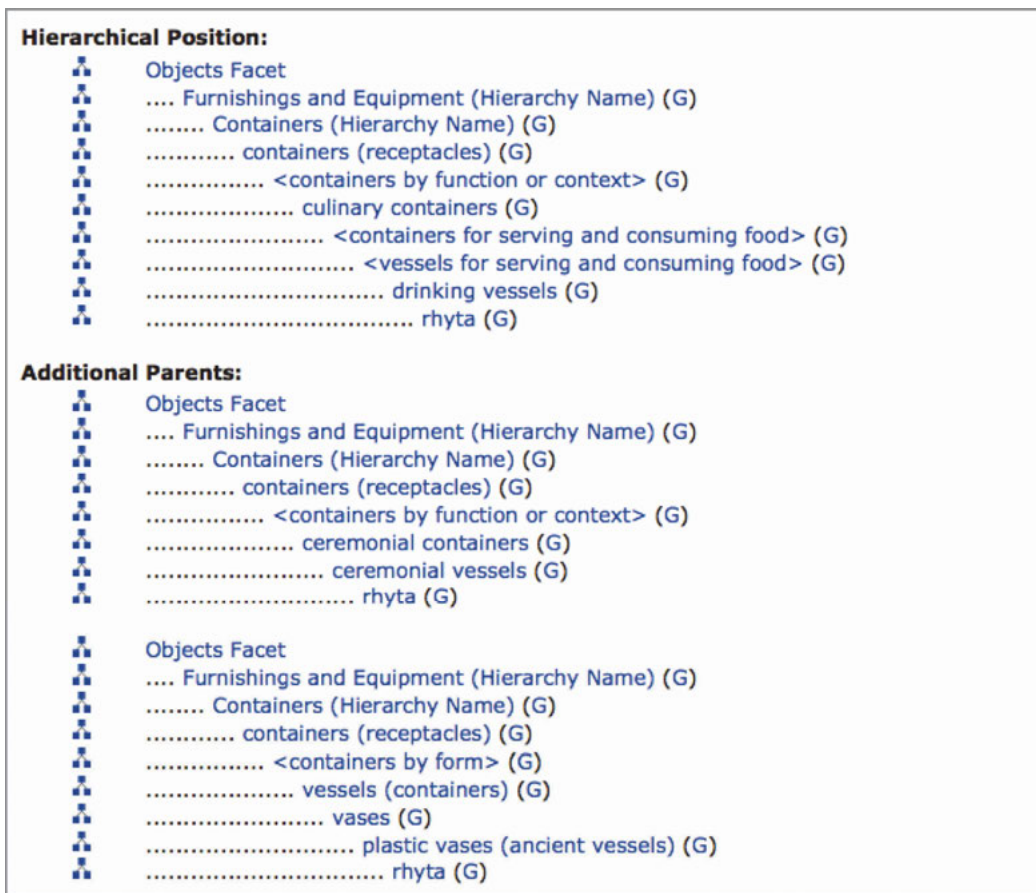 Hierarchical Position:
Objects Facet
.... Furnishings and Equipment (Hierarchy Name) (G)
........ Containers (Hierarchy Name) (G)
............ containers (receptacles) (G)
................ <containers by function or context> (G)
.................... culinary containers (G)
........................ <containers for serving and consuming food> (G)
............................ <vessels for serving and consuming food> (G)
................................ drinking vessels (G)
.................................... rhyta (G)
Additional Parents:
Objects Facet
.... Furnishings and Equipment (Hierarchy Name) (G)
........ Containers (Hierarchy Name) (G)
............ containers (receptacles) (G)
................ <containers by function or context> (G)
.................... ceremonial containers (G)
........................ ceremonial vessels (G)
............................ rhyta (G)
Objects Facet
.... Furnishings and Equipment (Hierarchy Name) (G)
........ Containers (Hierarchy Name) (G)
............ containers (receptacles) (G)
................ <containers by form> (G)
.................... vessels (containers) (G)
........................ vases (G)
............................ plastic vases (ancient vessels) (G)
................................ rhyta (G)